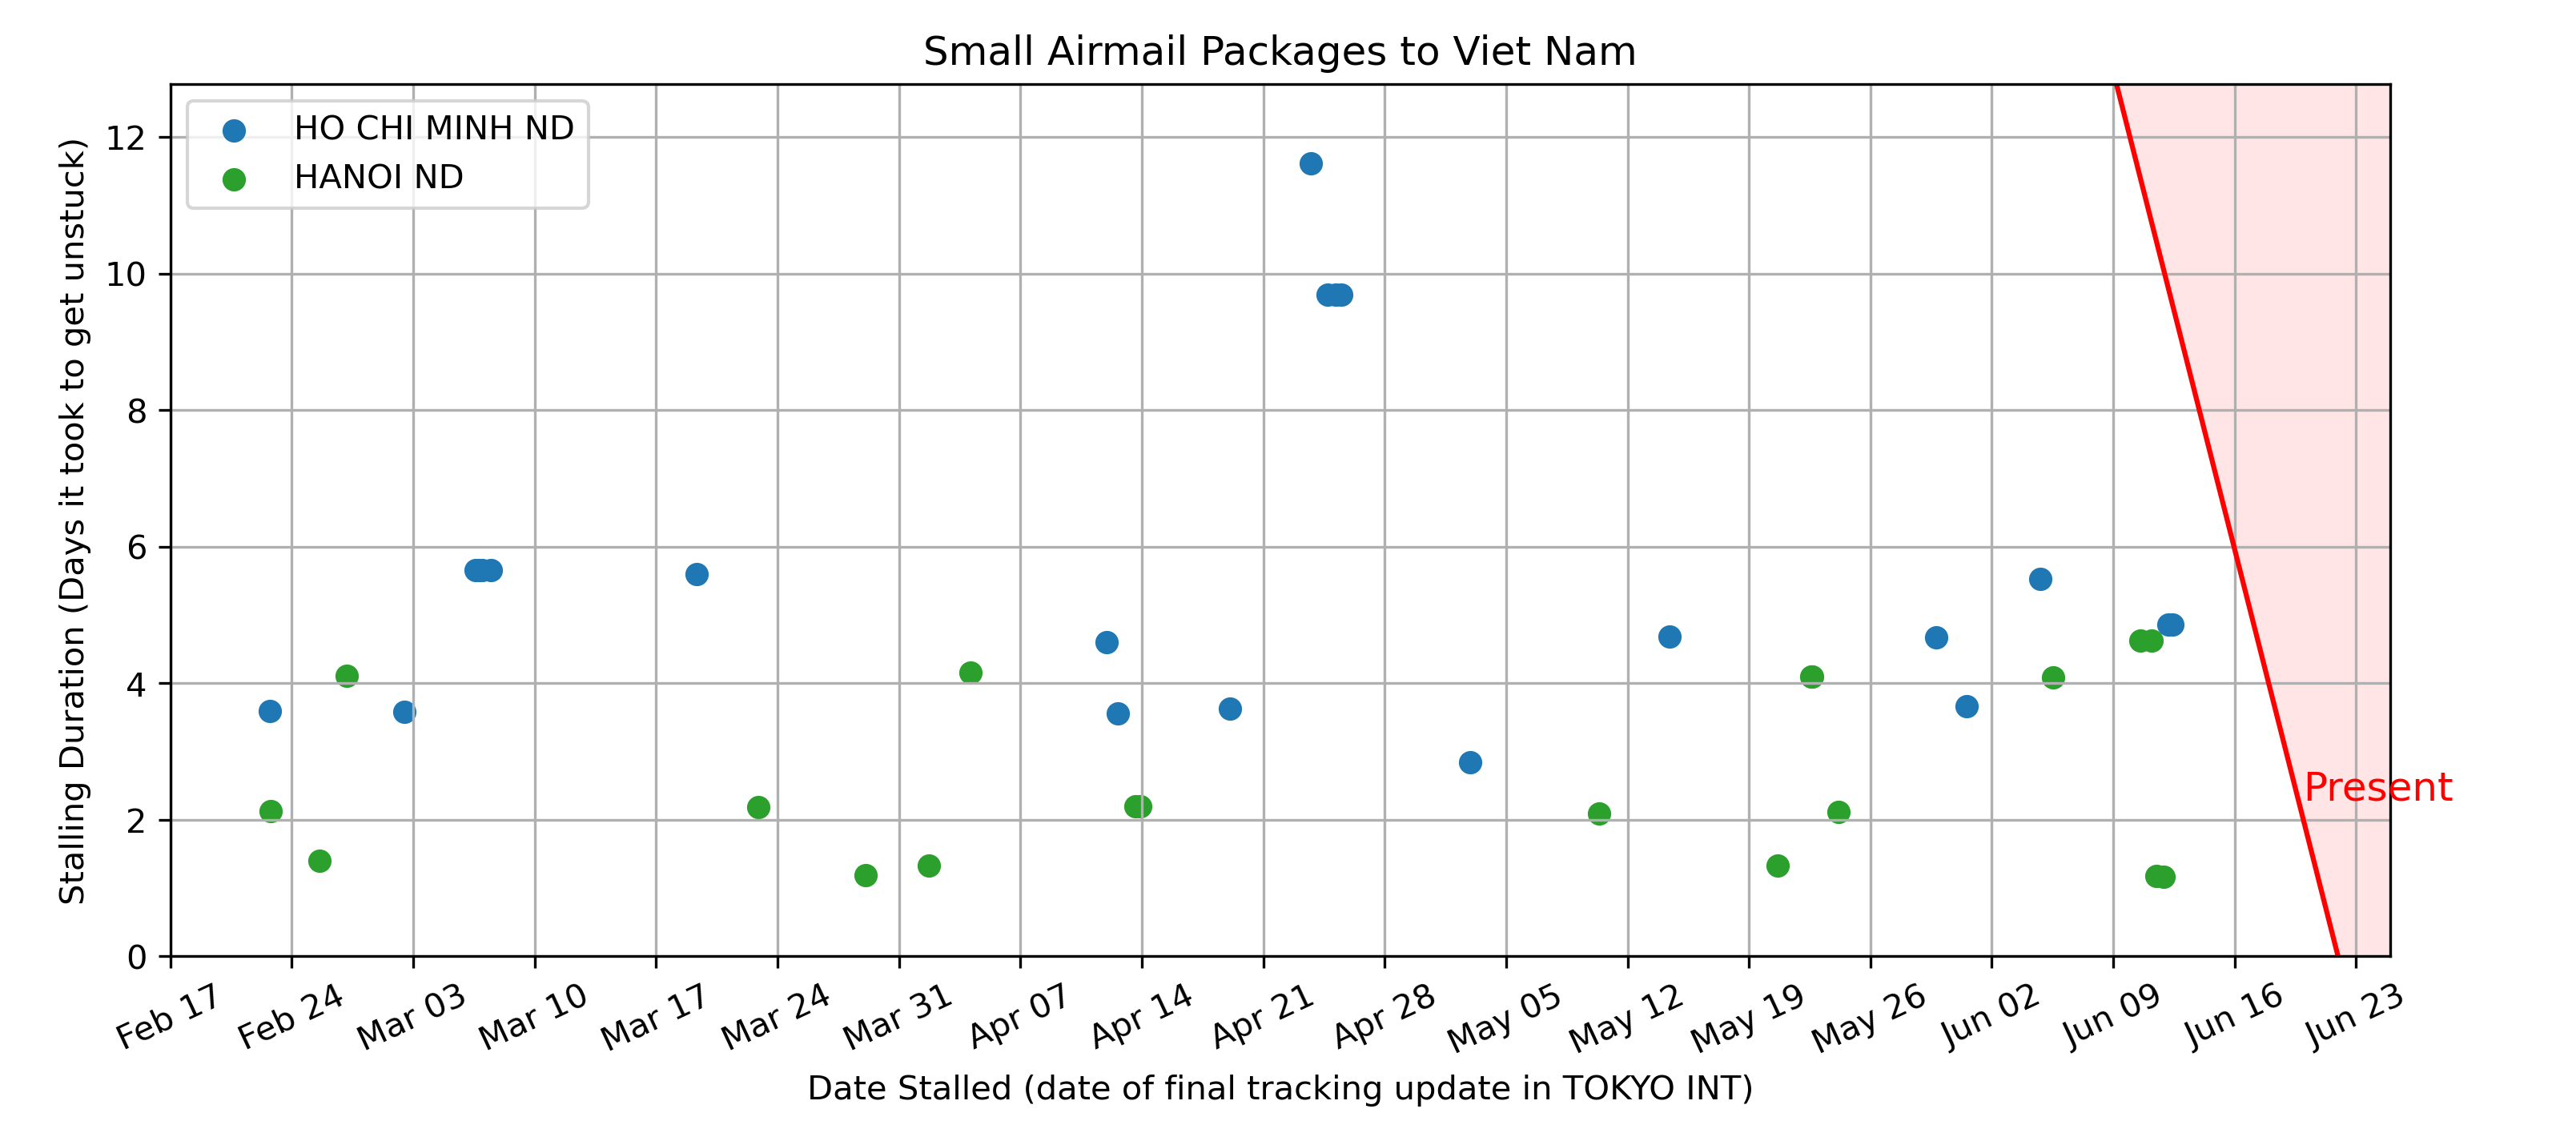 Small Airmail Packages to Viet Nam
HO CHI MINH ND
HANOI ND
Stalling Duration (Days it took to get unstuck)
12
10
8
6
4
2
0
Present
Feb 17
Feb 24
Mar 03
Mar 10
Mar 17
Mar 24
Mar 31
Apr 07
Apr 14
Apr 21
Apr 28
May 05
May 12
May 19
May 26
Jun 02
Jun 09
Jun 16
Jun 23
Date Stalled (date of final tracking update in TOKYO INT)